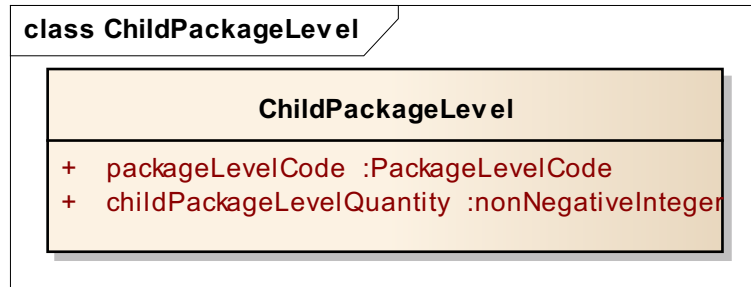 class ChildPackageLevel
ChildPackageLevel
+ packageLevelCode :PackageLevelCode
+ childPackageLevelQuantity :nonNegativeInteger